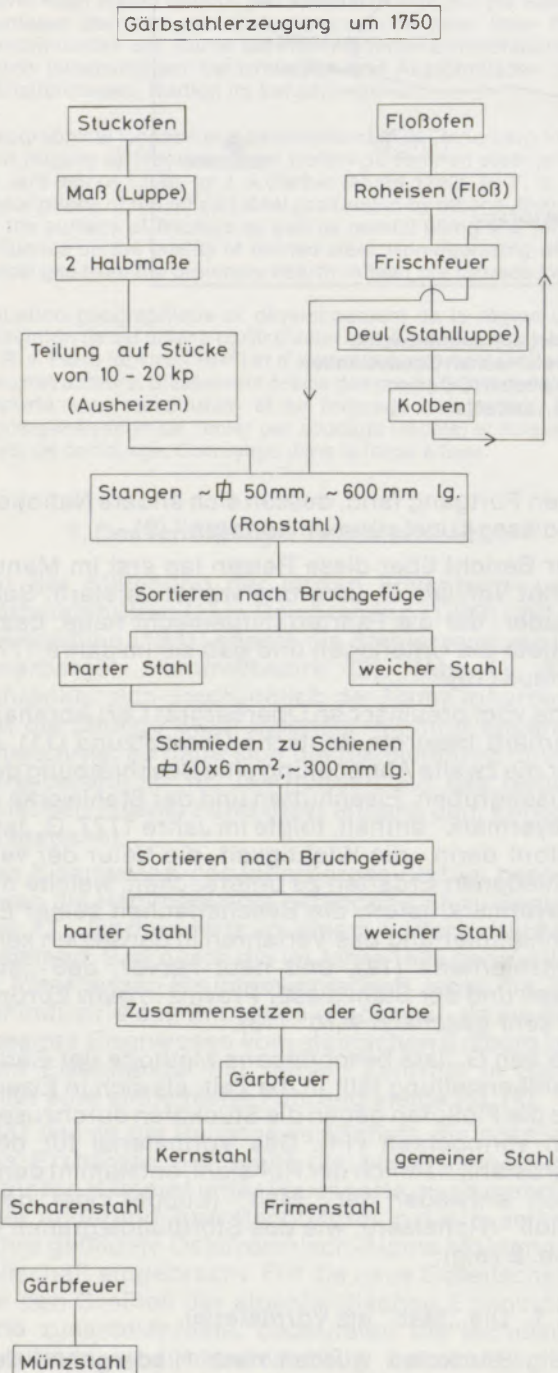 Gärbstahlerzeugung um 1750
Stuckofen
Floßofen
Maß (Luppe)
Roheisen (Floß)
2 Halbmaße
Frischfeuer
Teilung auf Stücke
von 10 - 20 kp
(Ausheizen)
Deul (Stahlluppe)
Kolben
Stangen ~ ⌷ 50mm, ~600mm lg.
(Rohstahl)
Sortieren nach Bruchgefüge
harter Stahl
weicher Stahl
Schmieden zu Schienen
⌷ 40x6mm², ~300mm lg.
Sortieren nach Bruchgefüge
harter Stahl
weicher Stahl
Zusammensetzen der Garbe
Gärbfeuer
Kernstahl
gemeiner Stahl
Scharenstahl
Frimenstahl
Gärbfeuer
Münzstahl